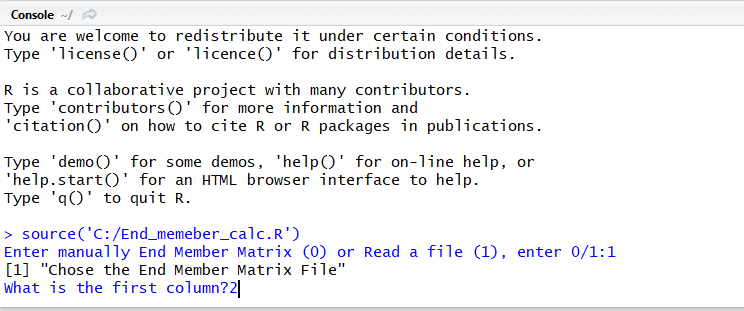 Console ~/
You are welcome to redistribute it under certain conditions.
Type 'license()' or 'licence()' for distribution details.
R is a collaborative project with many contributors.
Type 'contributors()' for more information and
'citation()' on how to cite R or R packages in publications.
Type 'demo()' for some demos, 'help()' for on-line help, or
'help.start()' for an HTML browser interface to help.
Type 'q()' to quit R.
> source('C:/End_memeber_calc.R')
Enter manually End Member Matrix (0) or Read a file (1), enter 0/1:1
[1] "Chose the End Member Matrix File"
What is the first column?2